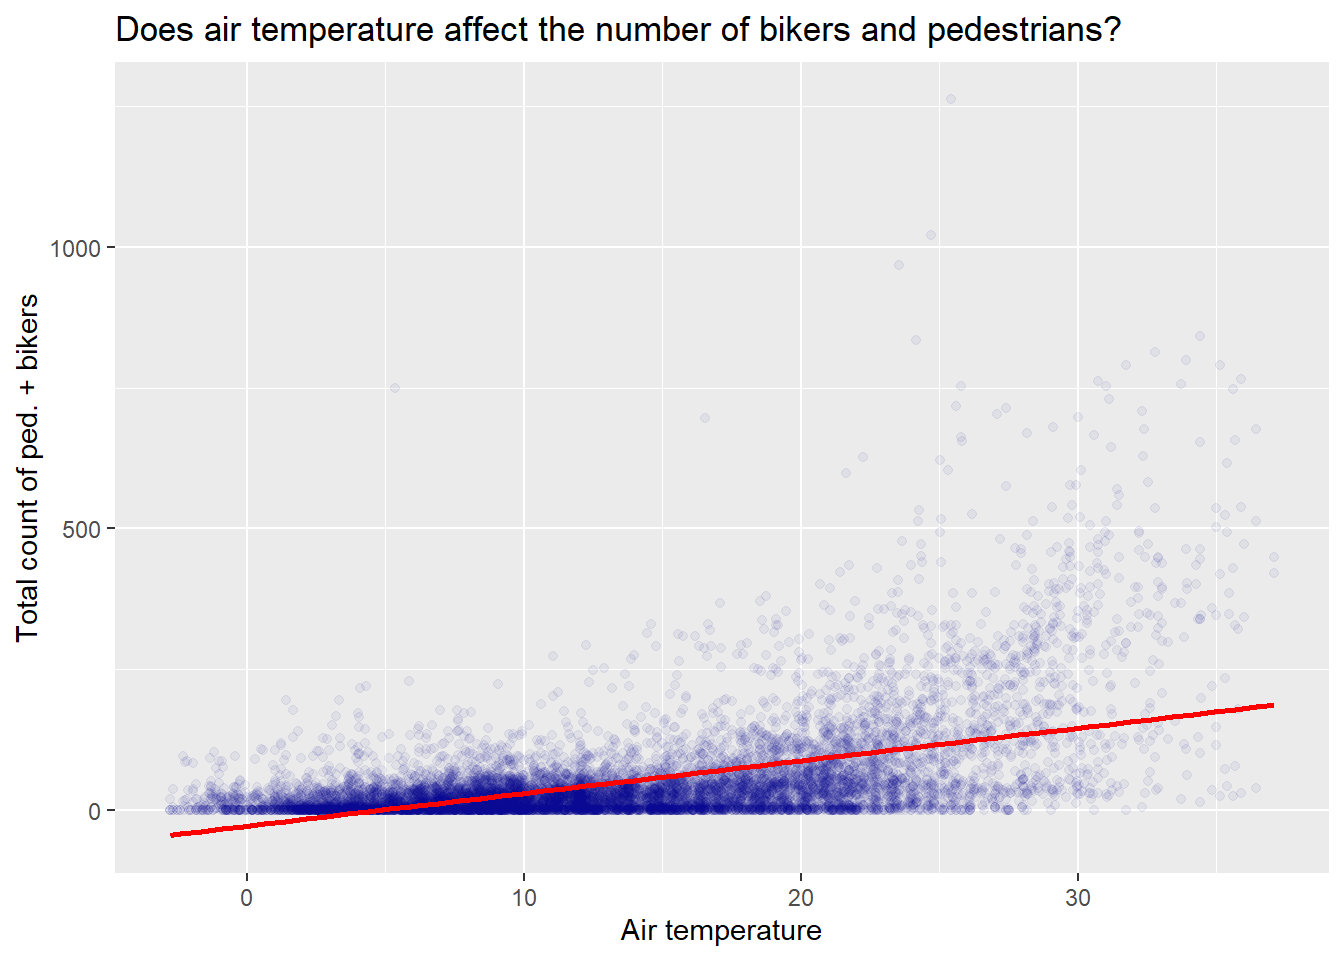 Does air temperature affect the number of bikers and pedestrians?
Total count of ped. + bikers
1000
500
0
0 10 20 30
Air temperature